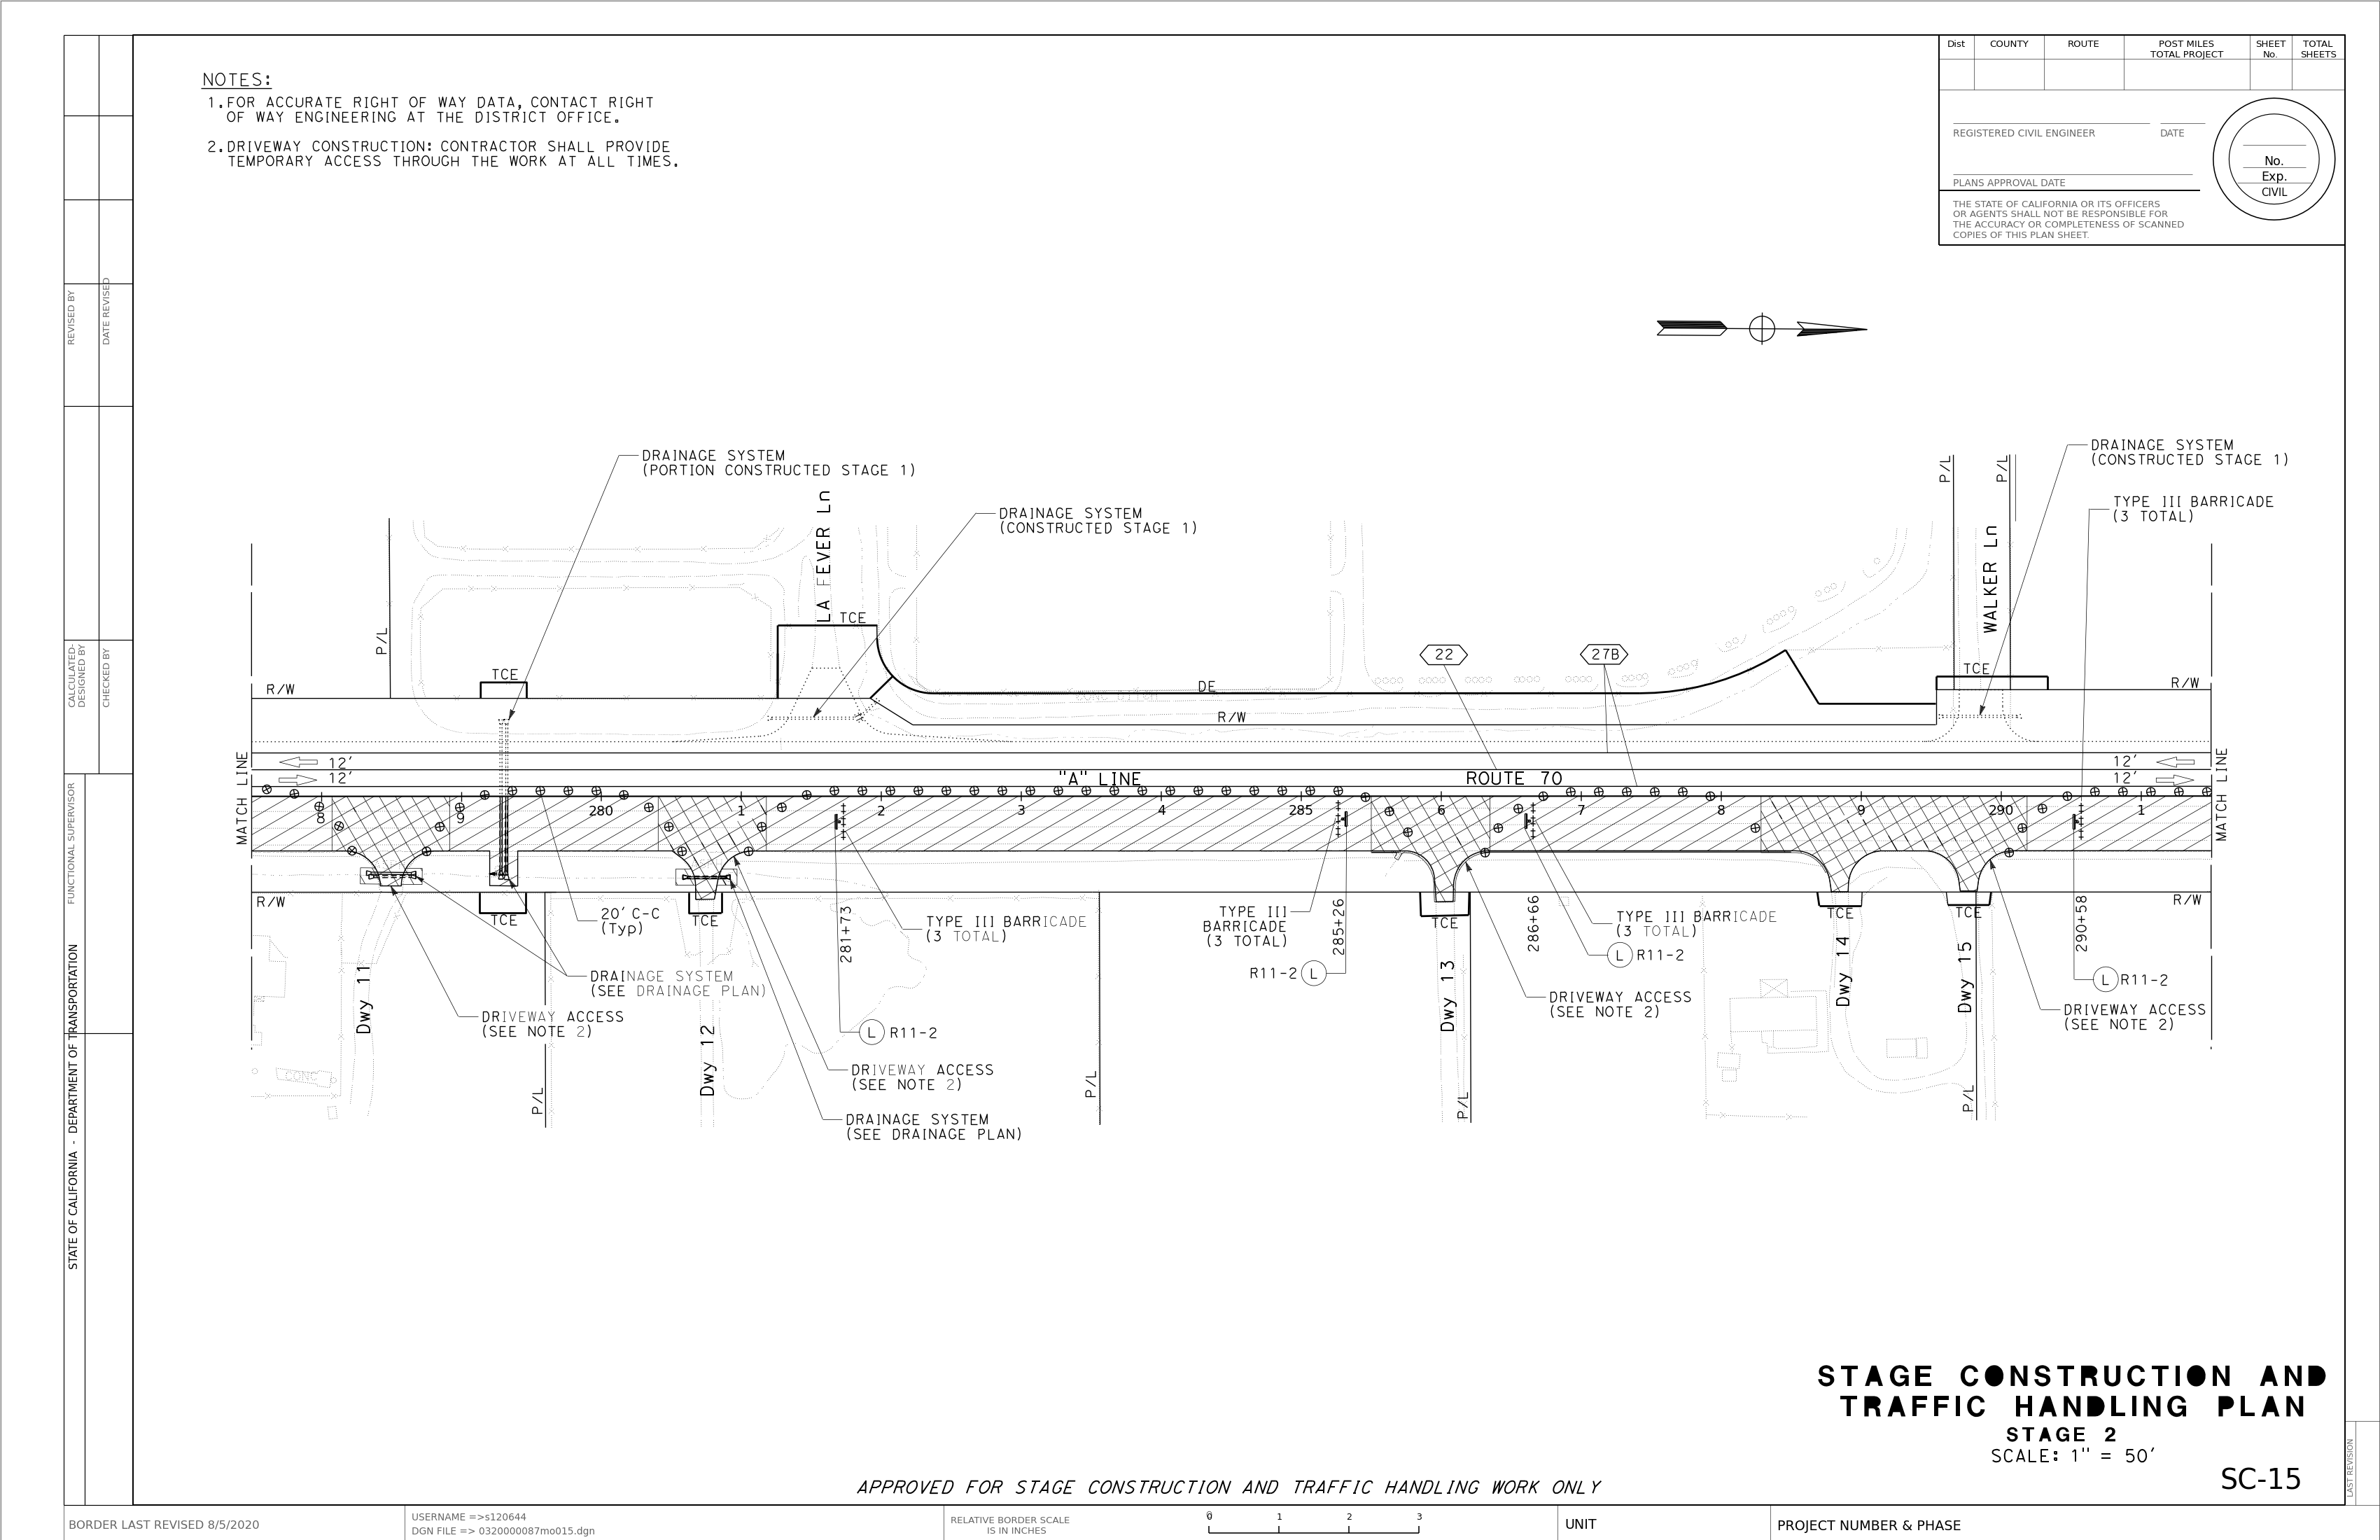 NOTES:
1. FOR ACCURATE RIGHT OF WAY DATA, CONTACT RIGHT
OF WAY ENGINEERING AT THE DISTRICT OFFICE.
2. DRIVEWAY CONSTRUCTION: CONTRACTOR SHALL PROVIDE
TEMPORARY ACCESS THROUGH THE WORK AT ALL TIMES.
Dist COUNTY ROUTE POST MILES TOTAL PROJECT SHEET No. TOTAL SHEETS
REGISTERED CIVIL ENGINEER DATE
PLANS APPROVAL DATE
No.
Exp.
CIVIL
THE STATE OF CALIFORNIA OR ITS OFFICERS
OR AGENTS SHALL NOT BE RESPONSIBLE FOR
THE ACCURACY OR COMPLETENESS OF SCANNED
COPIES OF THIS PLAN SHEET.
REVISED BY
DATE REVISED
CALCULATED-
DESIGNED BY
CHECKED BY
FUNCTIONAL SUPERVISOR
STATE OF CALIFORNIA - DEPARTMENT OF TRANSPORTATION
DRAINAGE SYSTEM
(PORTION CONSTRUCTED STAGE 1)
DRAINAGE SYSTEM
(CONSTRUCTED STAGE 1)
DRAINAGE SYSTEM
(CONSTRUCTED STAGE 1)
TYPE III BARRICADE
(3 TOTAL)
P/L
P/L
P/L
LA FEVER Ln
WALKER Ln
TCE
TCE
TCE
22
27B
R/W
DE
CONC DITCH
R/W
R/W
MATCH LINE
12'
12'
"A" LINE
ROUTE 70
12'
12'
MATCH LINE
8 9 280 1 2 3 4 285 6 7 8 9 290 1
R/W
TCE
20' C-C
(Typ)
TCE
281+73
TYPE III BARRICADE
(3 TOTAL)
TYPE III
BARRICADE
(3 TOTAL)
285+26
R11-2 L
TCE
286+66
TYPE III BARRICADE
(3 TOTAL)
L R11-2
TCE
TCE
290+58
R/W
L R11-2
Dwy 11
DRAINAGE SYSTEM
(SEE DRAINAGE PLAN)
DRIVEWAY ACCESS
(SEE NOTE 2)
Dwy 12
L R11-2
DRIVEWAY ACCESS
(SEE NOTE 2)
DRAINAGE SYSTEM
(SEE DRAINAGE PLAN)
Dwy 13
DRIVEWAY ACCESS
(SEE NOTE 2)
Dwy 14
Dwy 15
DRIVEWAY ACCESS
(SEE NOTE 2)
CONC
P/L
P/L
P/L
P/L
STAGE CONSTRUCTION AND
TRAFFIC HANDLING PLAN
STAGE 2
SCALE: 1" = 50'
SC-15
APPROVED FOR STAGE CONSTRUCTION AND TRAFFIC HANDLING WORK ONLY
LAST REVISION
BORDER LAST REVISED 8/5/2020
USERNAME =>s120644
DGN FILE => 0320000087mo015.dgn
RELATIVE BORDER SCALE
IS IN INCHES
0 1 2 3
UNIT
PROJECT NUMBER & PHASE